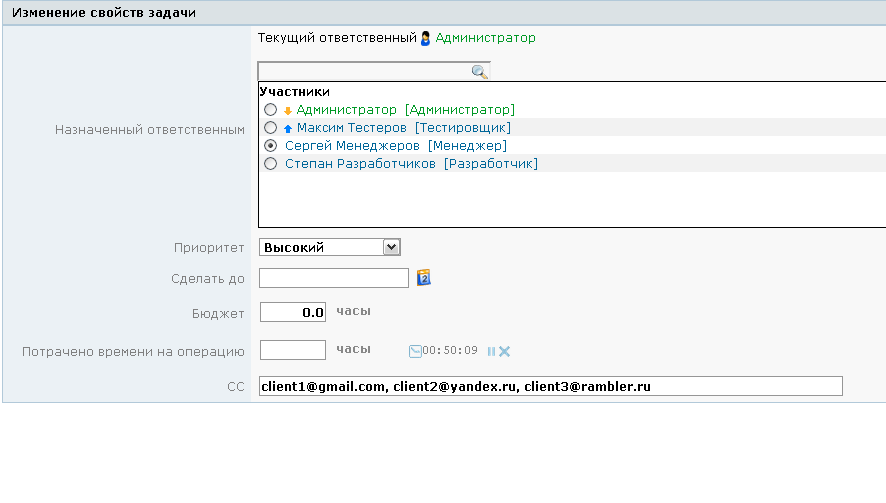 Изменение свойств задачи
Текущий ответственный Администратор
Назначенный ответственным
Участники
Администратор [Администратор]
Максим Тестеров [Тестировщик]
Сергей Менеджеров [Менеджер]
Степан Разработчиков [Разработчик]
Приоритет Высокий
Сделать до 2
Бюджет 0.0 часы
Потрачено времени на операцию часы 00:50:09
CC client1@gmail.com, client2@yandex.ru, client3@rambler.ru